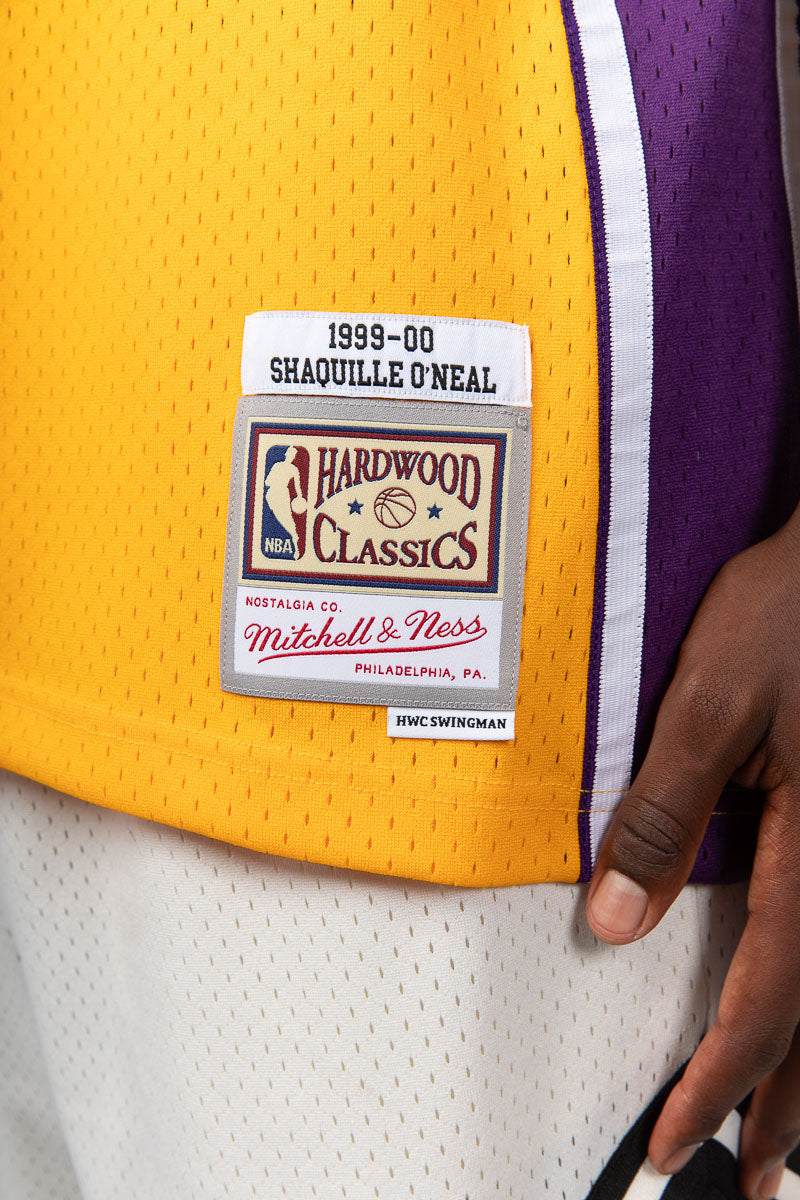 1999-00
SHAQUILLE O'NEAL
HARDWOOD
NBA
CLASSICS
NOSTALGIA CO.
Mitchell & Ness
PHILADELPHIA, PA.
HWC SWINGMAN